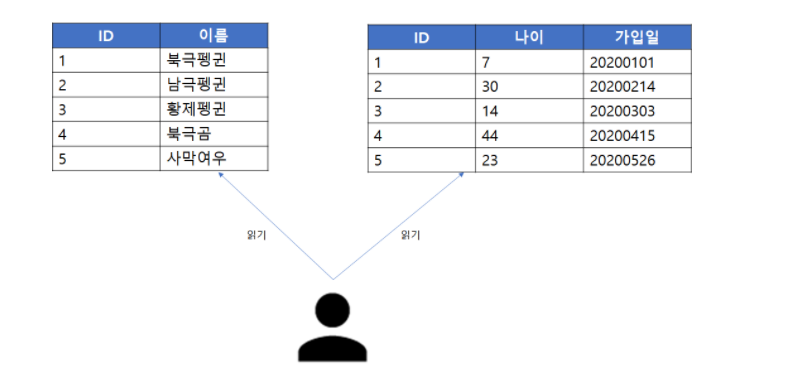 ID 이름
1 북극펭귄
2 남극펭귄
3 황제펭귄
4 북극곰
5 사막여우
ID 나이 가입일
1 7 20200101
2 30 20200214
3 14 20200303
4 44 20200415
5 23 20200526
읽기
읽기